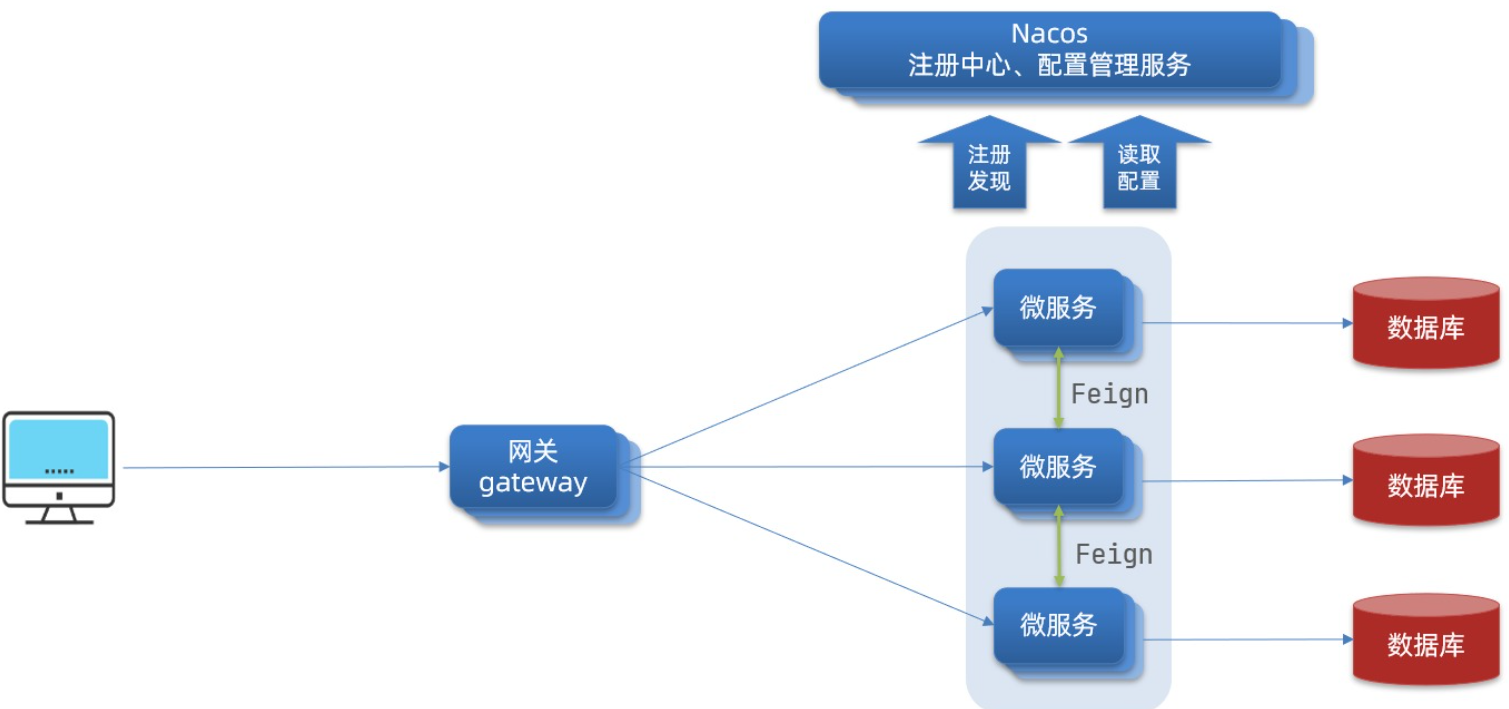 Nacos
注册中心、配置管理服务
注册
发现
读取
配置
微服务
数据库
Feign
网关
gateway
微服务
数据库
Feign
微服务
数据库